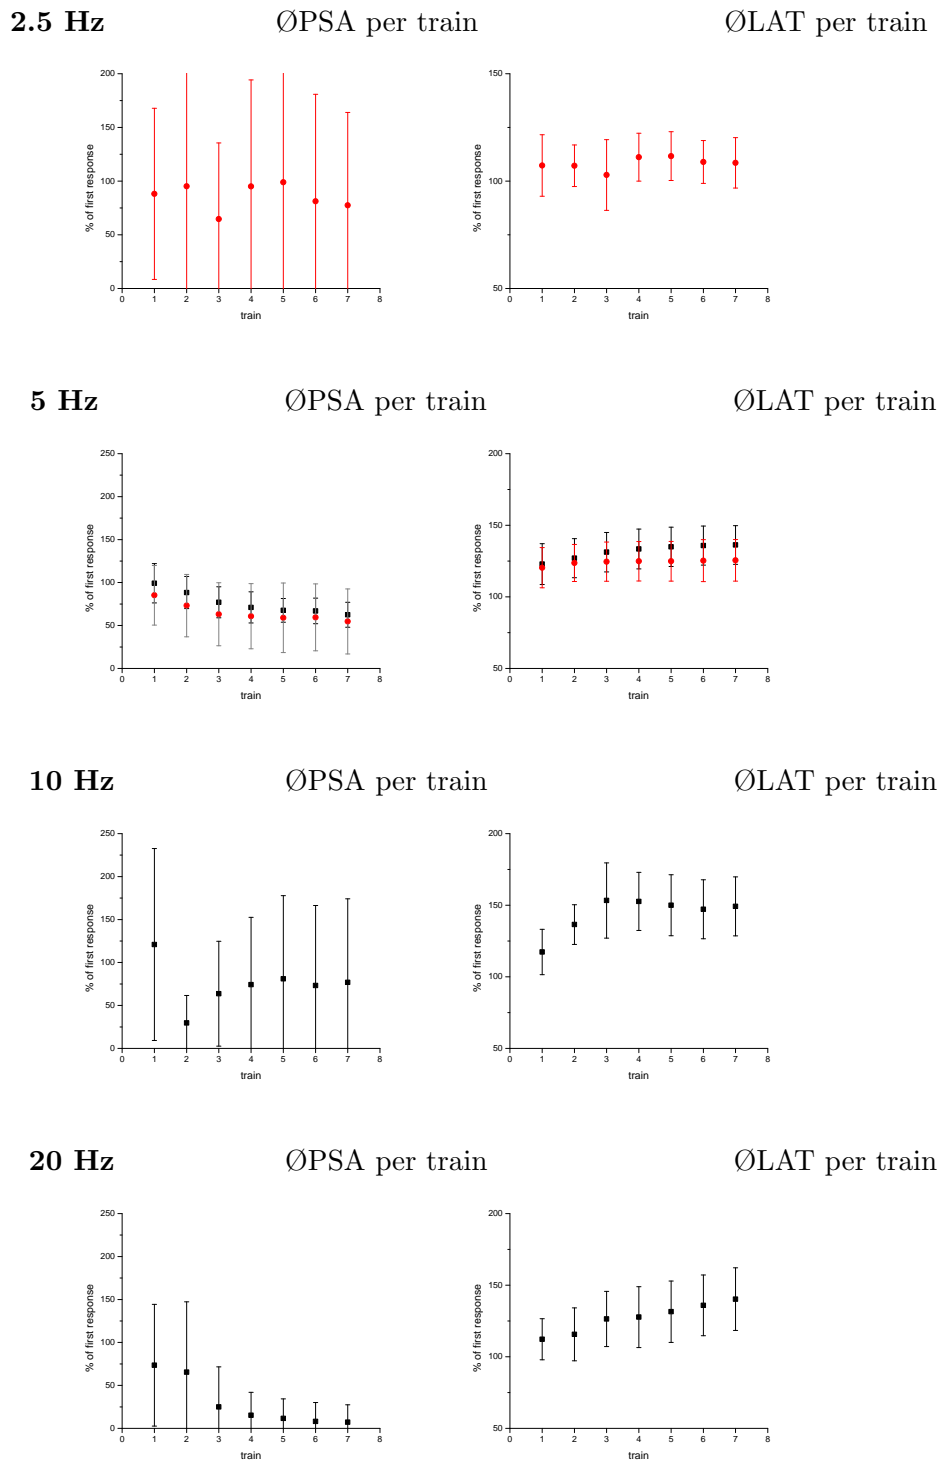 2.5 Hz ØPSA per train ØLAT per train
200 150
% of first response 150 % of first response
100 100
50
0 50
0 1 2 3 4 5 6 7 8 0 1 2 3 4 5 6 7 8
train train
5 Hz ØPSA per train ØLAT per train
250 200
200
% of first response 150 % of first response 150
100 100
50
0 50
0 1 2 3 4 5 6 7 8 0 1 2 3 4 5 6 7 8
train train
10 Hz ØPSA per train ØLAT per train
250 200
200
% of first response 150 % of first response 150
100 100
50
0 50
0 1 2 3 4 5 6 7 8 0 1 2 3 4 5 6 7 8
train train
20 Hz ØPSA per train ØLAT per train
250 200
200
% of first response 150 % of first response 150
100 100
50
0 50
0 1 2 3 4 5 6 7 8 0 1 2 3 4 5 6 7 8
train train